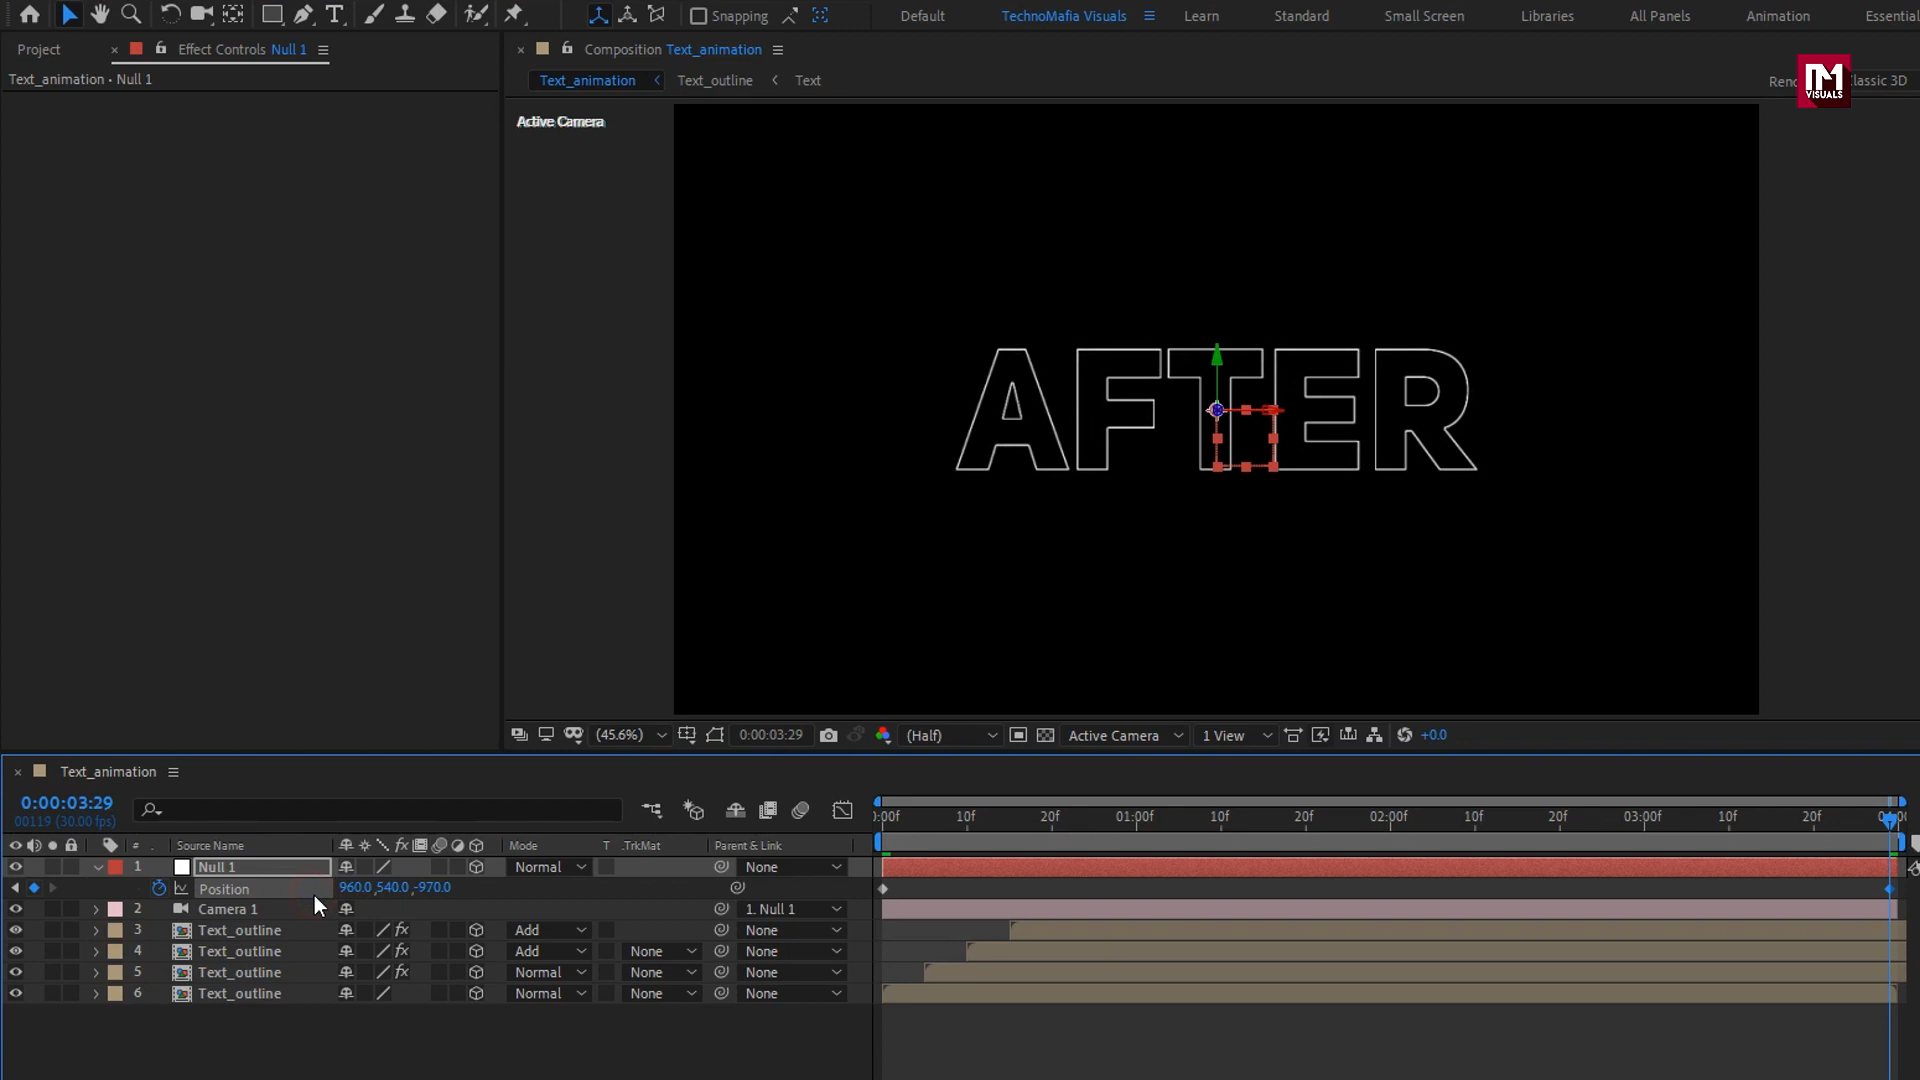 Snapping
Default
TechnoMafia Visuals
Learn
Standard
Small Screen
Libraries
All Panels
Animation
Essential
Project
Effect Controls Null 1
Composition Text_animation
Text_animation • Null 1
Text_animation
Text_outline
Text
Classic 3D
VISUALS
Active Camera
AFTER
(45.6%)
0:00:03:29
(Half)
Active Camera
1 View
+0.0
Text_animation
0:00:03:29
00119 (30.00 fps)
:00f
10f
20f
01:00f
10f
20f
02:00f
10f
20f
03:00f
10f
20f
# Source Name
Mode
T .TrkMat
Parent & Link
1 Null 1 Normal None
Position 960.0,540.0,-970.0
2 Camera 1 1. Null 1
3 Text_outline fx Add None
4 Text_outline fx Add None None
5 Text_outline fx Normal None None
6 Text_outline Normal None None